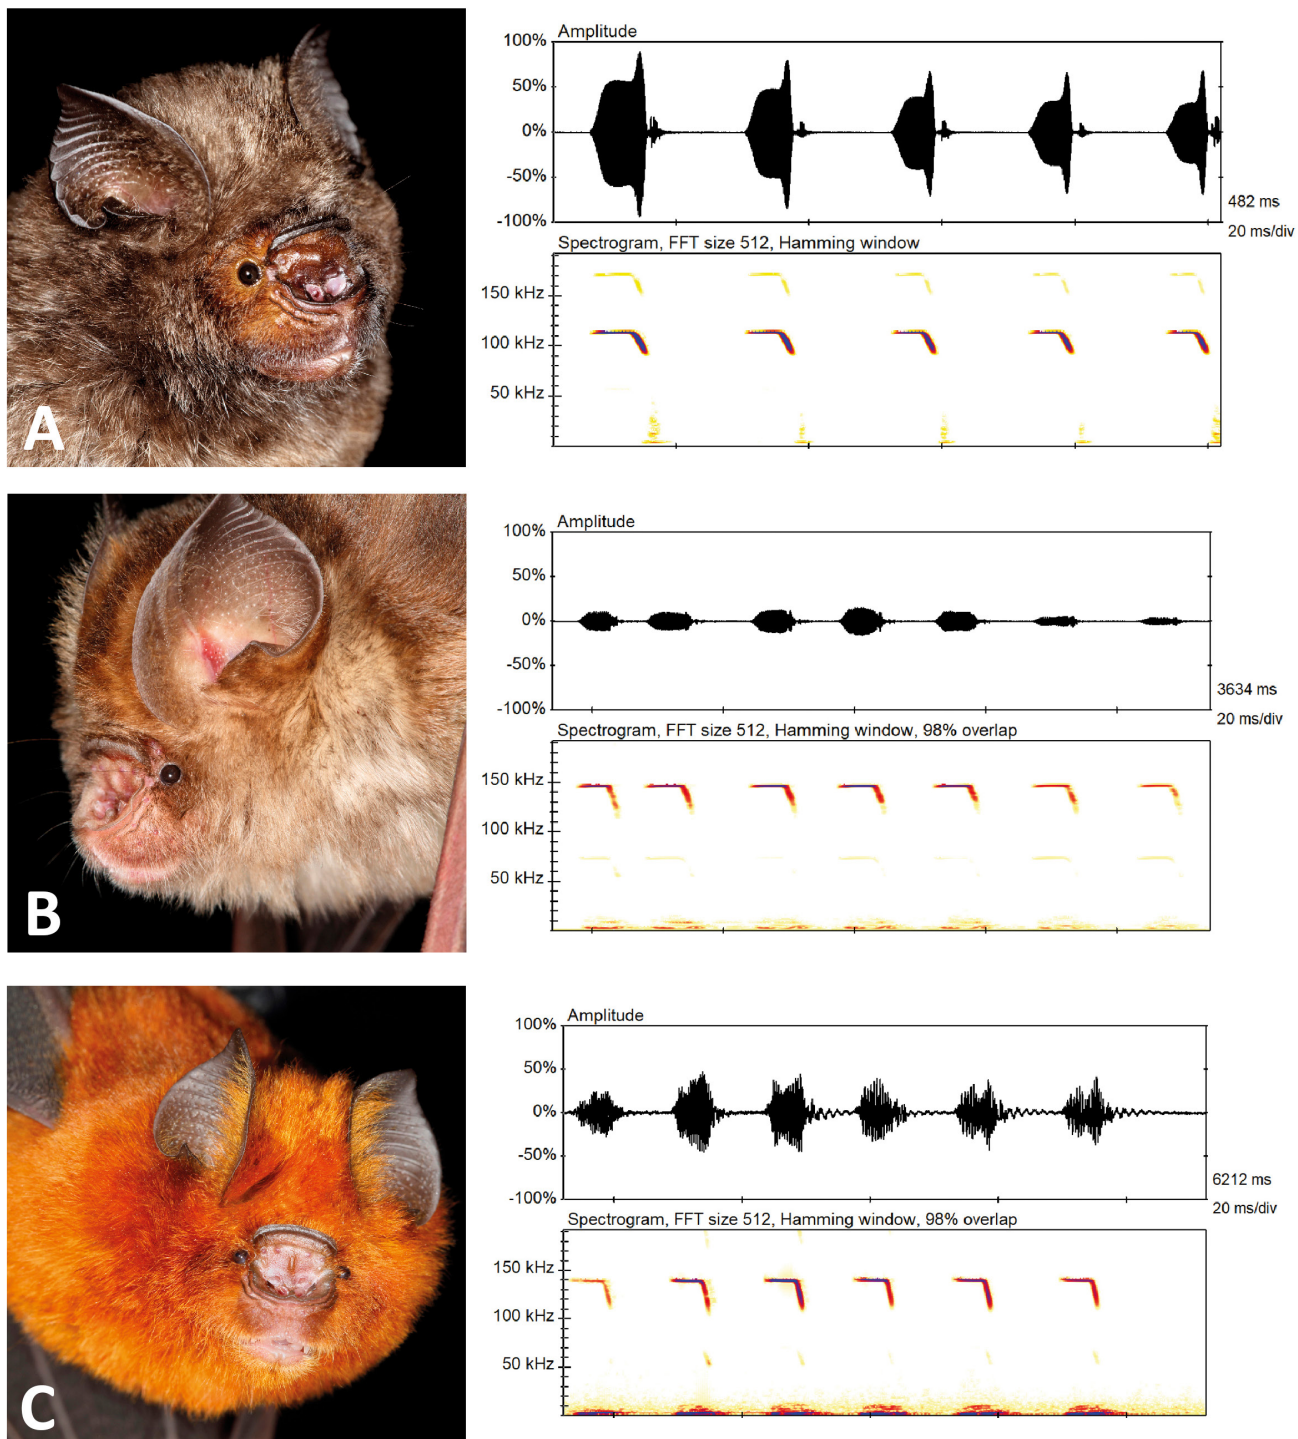 A
Amplitude
100%
50%
0%
-50%
-100%
482 ms
20 ms/div
Spectrogram, FFT size 512, Hamming window
150 kHz
100 kHz
50 kHz
B
Amplitude
100%
50%
0%
-50%
-100%
3634 ms
20 ms/div
Spectrogram, FFT size 512, Hamming window, 98% overlap
150 kHz
100 kHz
50 kHz
C
Amplitude
100%
50%
0%
-50%
-100%
6212 ms
20 ms/div
Spectrogram, FFT size 512, Hamming window, 98% overlap
150 kHz
100 kHz
50 kHz